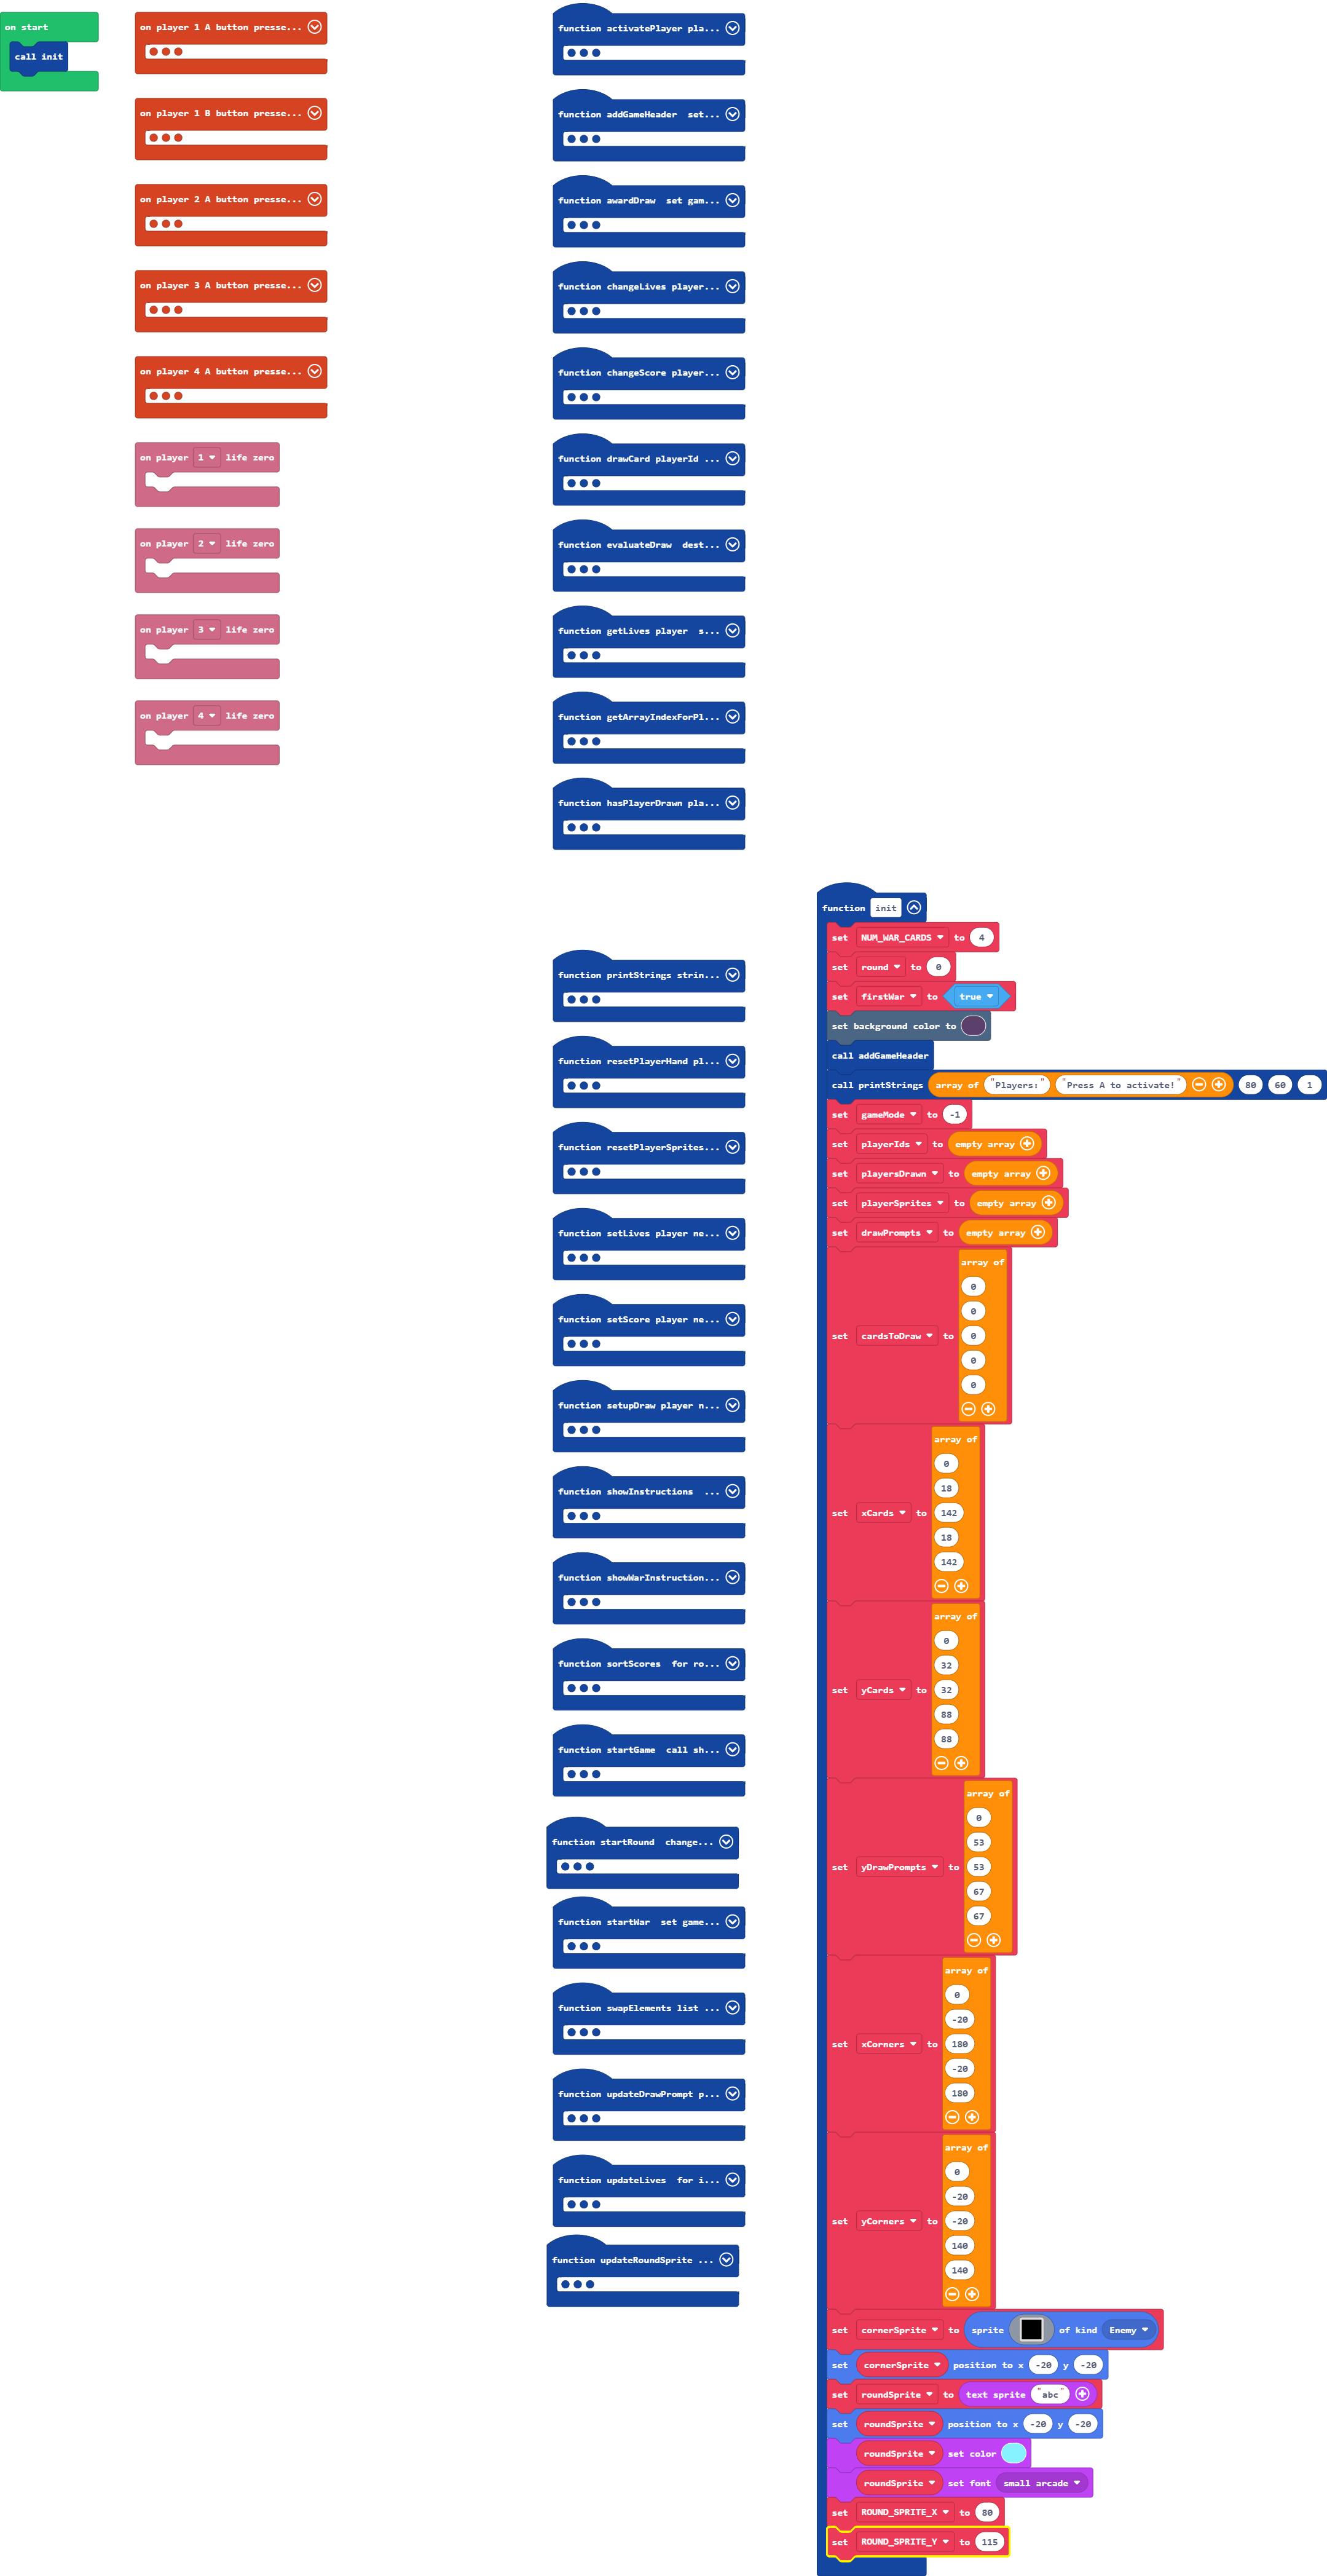 on start
call init
on player 1 A button presse...
on player 1 B button presse...
on player 2 A button presse...
on player 3 A button presse...
on player 4 A button presse...
on player 1 life zero
on player 2 life zero
on player 3 life zero
on player 4 life zero
function activatePlayer pla...
function addGameHeader set...
function awardDraw set gam...
function changeLives player...
function changeScore player...
function drawCard playerId ...
function evaluateDraw dest...
function getLives player s...
function getArrayIndexForPl...
function hasPlayerDrawn pla...
function printStrings strin...
function resetPlayerHand pl...
function resetPlayerSprites...
function setLives player ne...
function setScore player ne...
function setupDraw player n...
function showInstructions ...
function showWarInstruction...
function sortScores for ro...
function startGame call sh...
function startRound change...
function startWar set game...
function swapElements list ...
function updateDrawPrompt p...
function updateLives for i...
function updateRoundSprite ...
function init
set NUM_WAR_CARDS to 4
set round to 0
set firstWar to true
set background color to
call addGameHeader
call printStrings array of "Players:" "Press A to activate!" 80 60 1
set gameMode to -1
set playerIds to empty array
set playersDrawn to empty array
set playerSprites to empty array
set drawPrompts to empty array
set cardsToDraw to array of
0
0
0
0
0
set xCards to array of
0
18
142
18
142
set yCards to array of
0
32
32
88
88
set yDrawPrompts to array of
0
53
53
67
67
set xCorners to array of
0
-20
180
-20
180
set yCorners to array of
0
-20
-20
140
140
set cornerSprite to sprite of kind Enemy
set cornerSprite position to x -20 y -20
set roundSprite to text sprite "abc"
set roundSprite position to x -20 y -20
roundSprite set color
roundSprite set font small arcade
set ROUND_SPRITE_X to 80
set ROUND_SPRITE_Y to 115